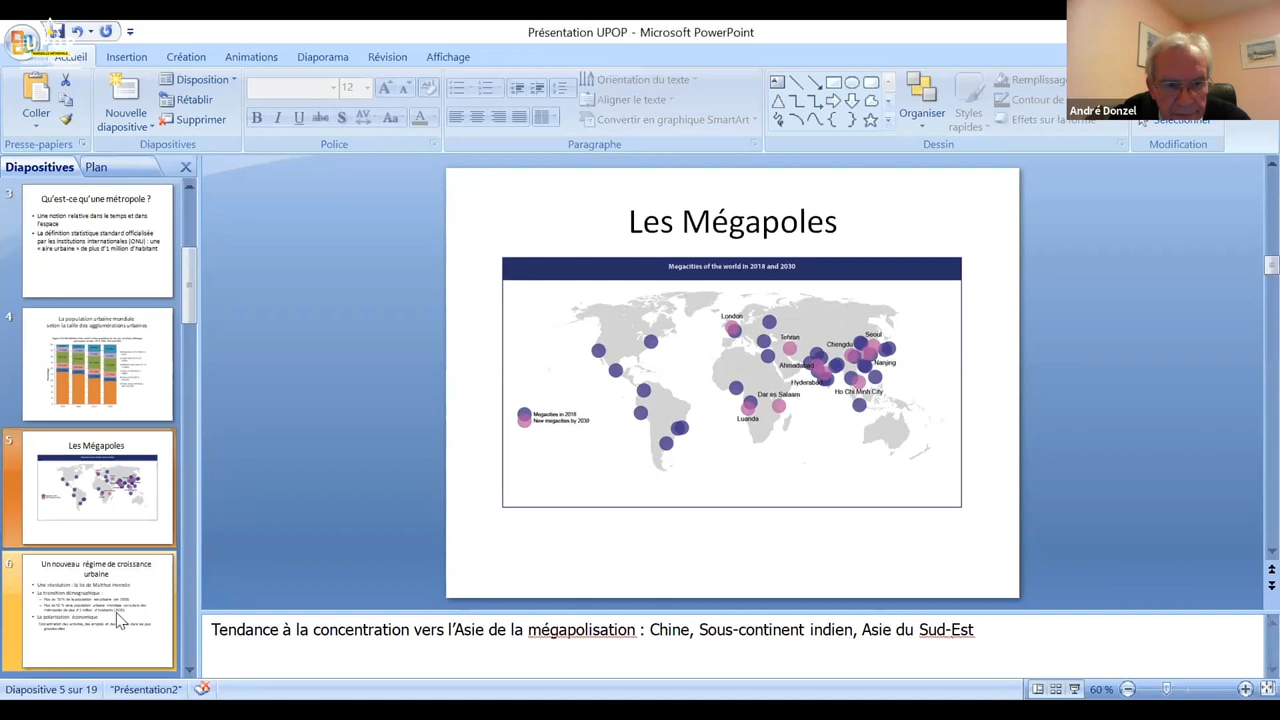 Présentation UPOP - Microsoft PowerPoint
Accueil Insertion Création Animations Diaporama Révision Affichage
André Donzel
Coller
Presse-papiers
Nouvelle
diapositive
Disposition
Rétablir
Supprimer
Diapositives
12
Police
Orientation du texte
Aligner le texte
Convertir en graphique SmartArt
Paragraphe
Organiser
Styles
rapides
Remplissage
Contour de
Effets sur la forme
Dessin
Sélectionner
Modification
Diapositives Plan
3
Qu'est-ce qu'une métropole ?
• Une notion relative dans le temps et dans
l'espace
• La définition statistique standard officialisée
par les institutions internationales (ONU) : une
« aire urbaine » de plus d'1 million d'habitant
4
La population urbaine mondiale
selon la taille des agglomérations urbaines
5
Les Mégapoles
6
Un nouveau régime de croissance
urbaine
• Une révolution : la loi de Malthus inversée
• La transition démographique :
• La polarisation économique
Les Mégapoles
Megacities of the world in 2018 and 2030
London
Tehran
Seoul
Chengdu
Nanjing
Ahmadabad
Hyderabad
Ho Chi Minh City
Dar es Salaam
Luanda
Megacities in 2018
New megacities by 2030
Tendance à la concentration vers l'Asie de la mégapolisation : Chine, Sous-continent indien, Asie du Sud-Est
Diapositive 5 sur 19 "Présentation2" 60 %